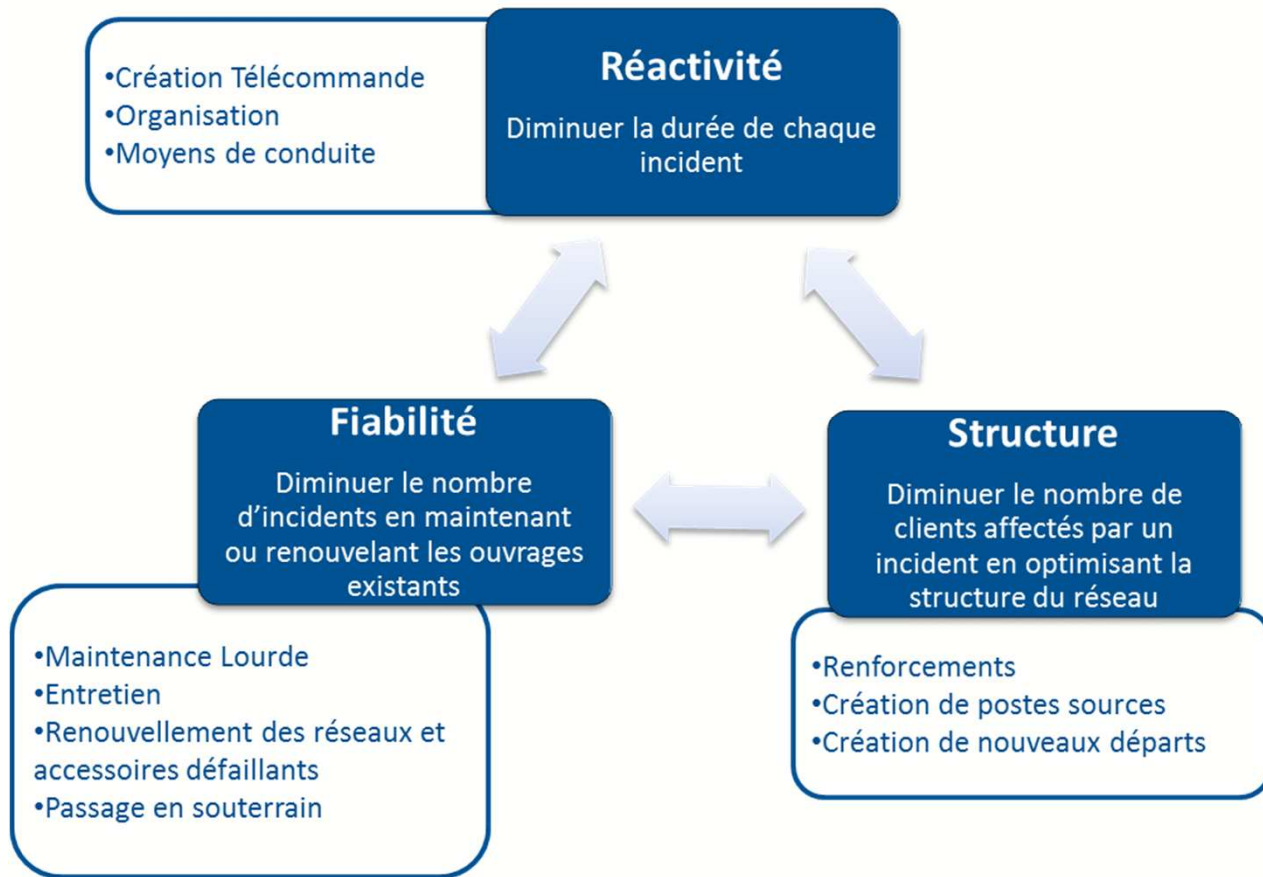 •Création Télécommande
•Organisation
•Moyens de conduite
Réactivité
Diminuer la durée de chaque
incident
Fiabilité
Diminuer le nombre
d’incidents en maintenant
ou renouvelant les ouvrages
existants
•Maintenance Lourde
•Entretien
•Renouvellement des réseaux et
accessoires défaillants
•Passage en souterrain
Structure
Diminuer le nombre de
clients affectés par un
incident en optimisant la
structure du réseau
•Renforcements
•Création de postes sources
•Création de nouveaux départs